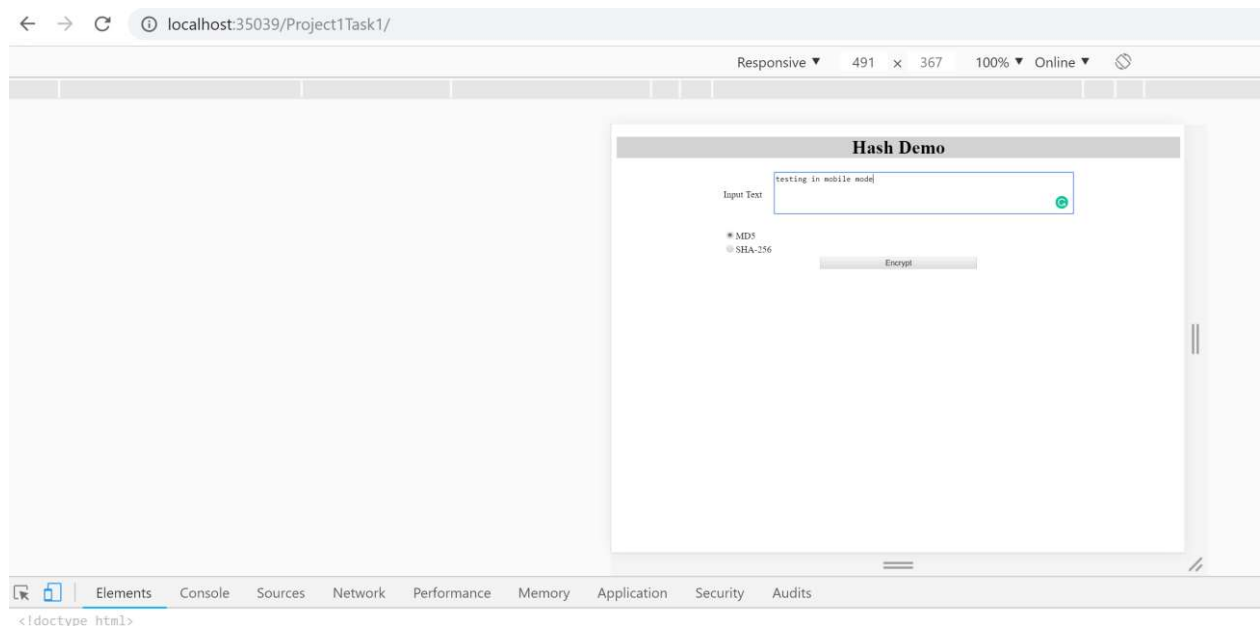 localhost:35039/Project1Task1/
Responsive ▼ 491 × 367 100% ▼ Online ▼
Hash Demo
Input Text
testing in mobile mode
MD5
SHA-256
Encrypt
Elements Console Sources Network Performance Memory Application Security Audits
<!doctype html>